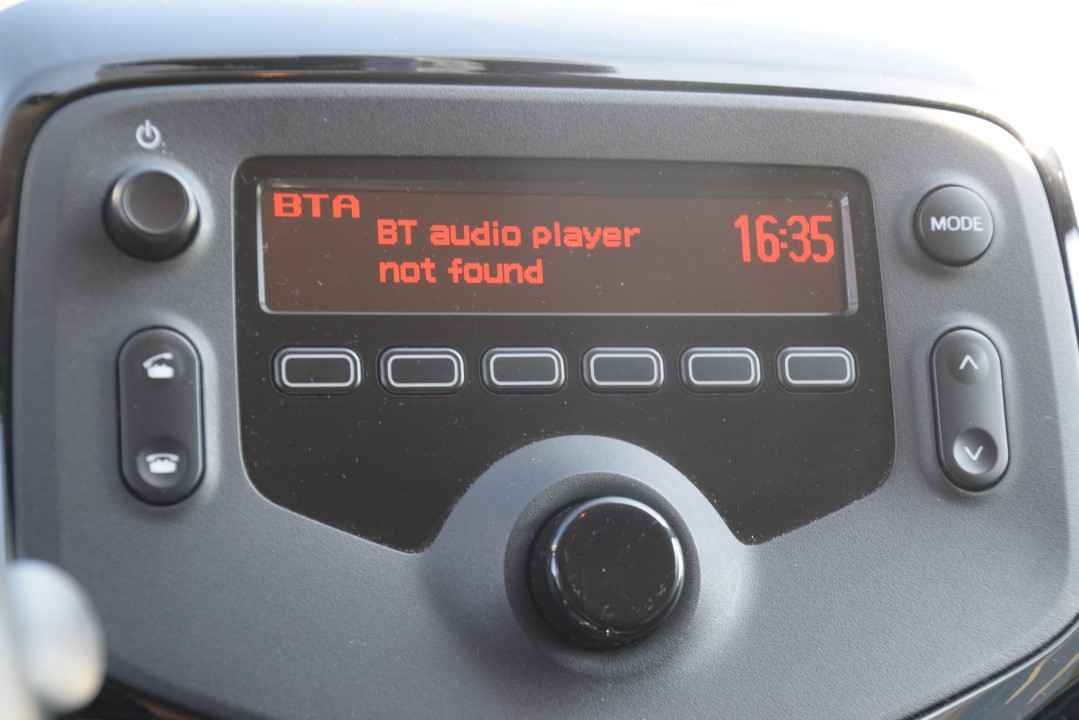 BTA
BT audio player
not found
16:35
MODE